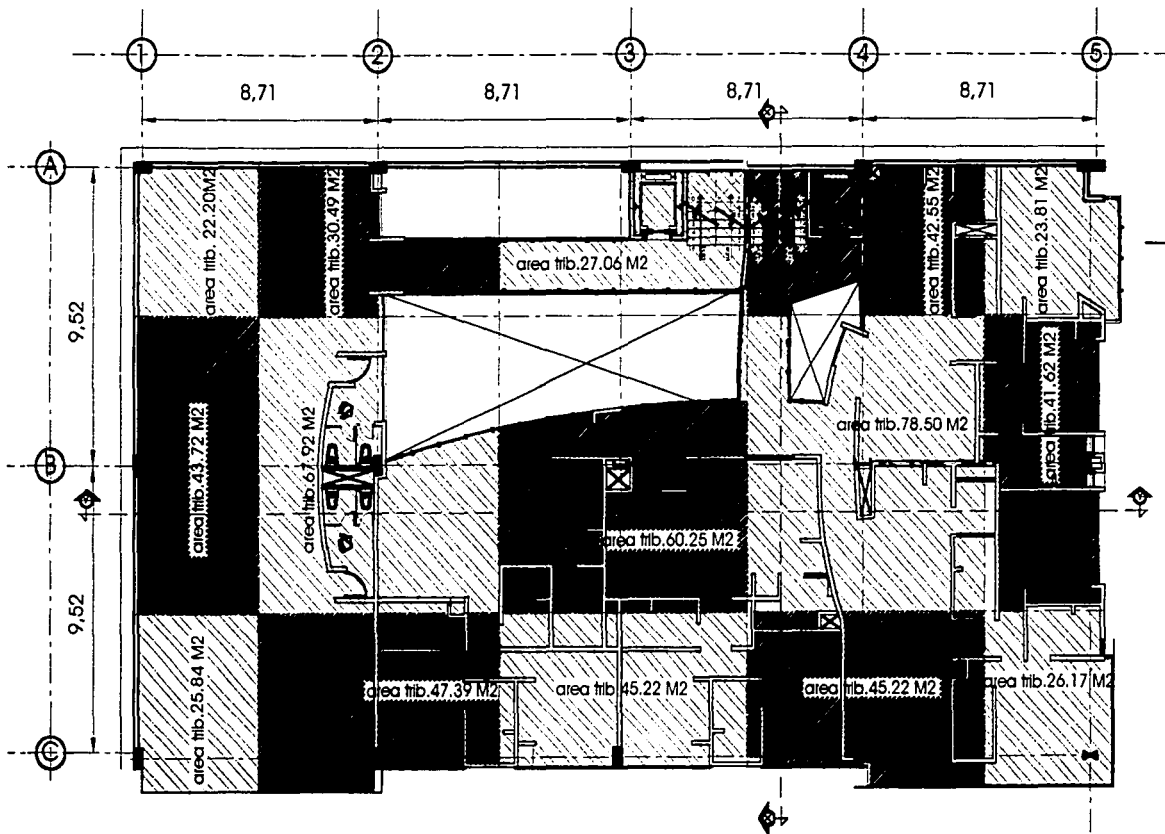 1
2
3
4
5
8,71
8,71
8,71
8,71
A
area trib.22.20M2
area trib.30.49 M2
area trib.42.55 M2
area trib.23.81 M2
area trib.27.06 M2
9,52
area trib.43.72 M2
area trib.67.92 M2
area trib.78.50 M2
area trib.41.62 M2
B
area trib.60.25 M2
9,52
area trib.25.84 M2
area trib.47.39 M2
area trib.45.22 M2
area trib.45.22 M2
area trib.26.17 M2
C